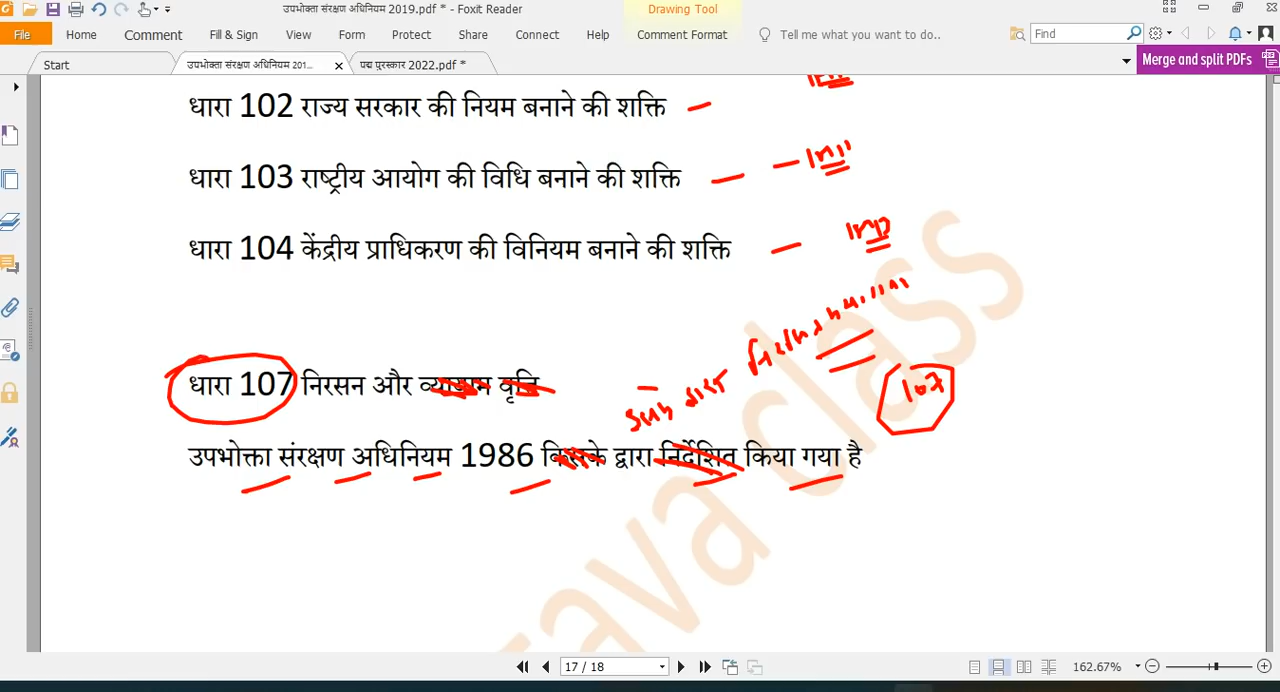 उपभोक्ता संरक्षण अधिनियम 2019.pdf * - Foxit Reader
Drawing Tool
File Home Comment Fill & Sign View Form Protect Share Connect Help Comment Format Tell me what you want to do.. Find
Start उपभोक्ता संरक्षण अधिनियम 201... पद्म पुरस्कार 2022.pdf * Merge and split PDFs
धारा 102 राज्य सरकार की नियम बनाने की शक्ति
धारा 103 राष्ट्रीय आयोग की विधि बनाने की शक्ति Imp
धारा 104 केंद्रीय प्राधिकरण की विनियम बनाने की शक्ति Imp
धारा 107 निरसन और व्यायाम वृत्ति 107
उपभोक्ता संरक्षण अधिनियम 1986 किसके द्वारा निर्देशित किया गया है
rava class
17 / 18 162.67%